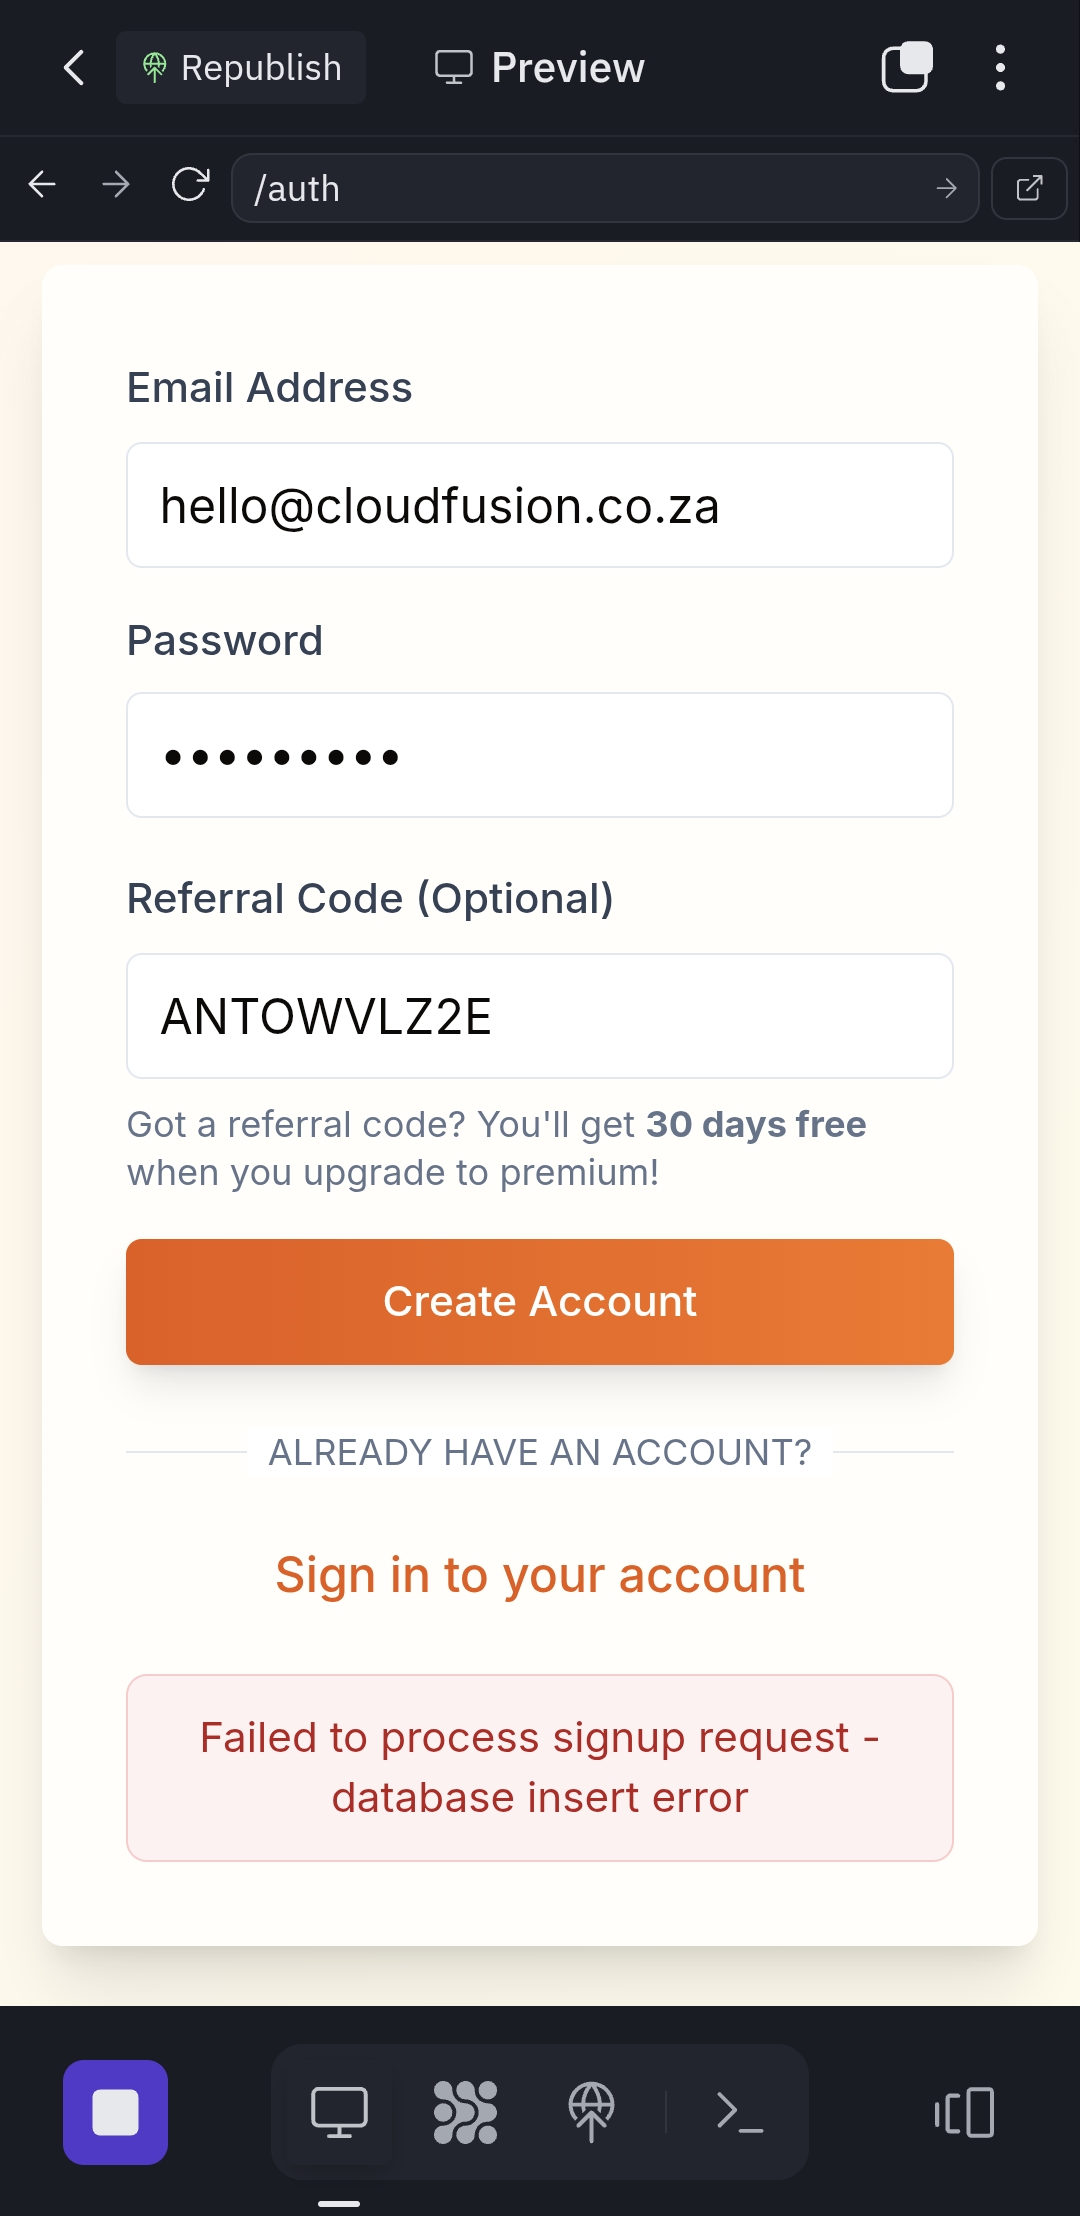 Republish
Preview
/auth
Email Address
hello@cloudfusion.co.za
Password
Referral Code (Optional)
ANTOWVLZ2E
Got a referral code? You'll get 30 days free
when you upgrade to premium!
Create Account
ALREADY HAVE AN ACCOUNT?
Sign in to your account
Failed to process signup request -
database insert error